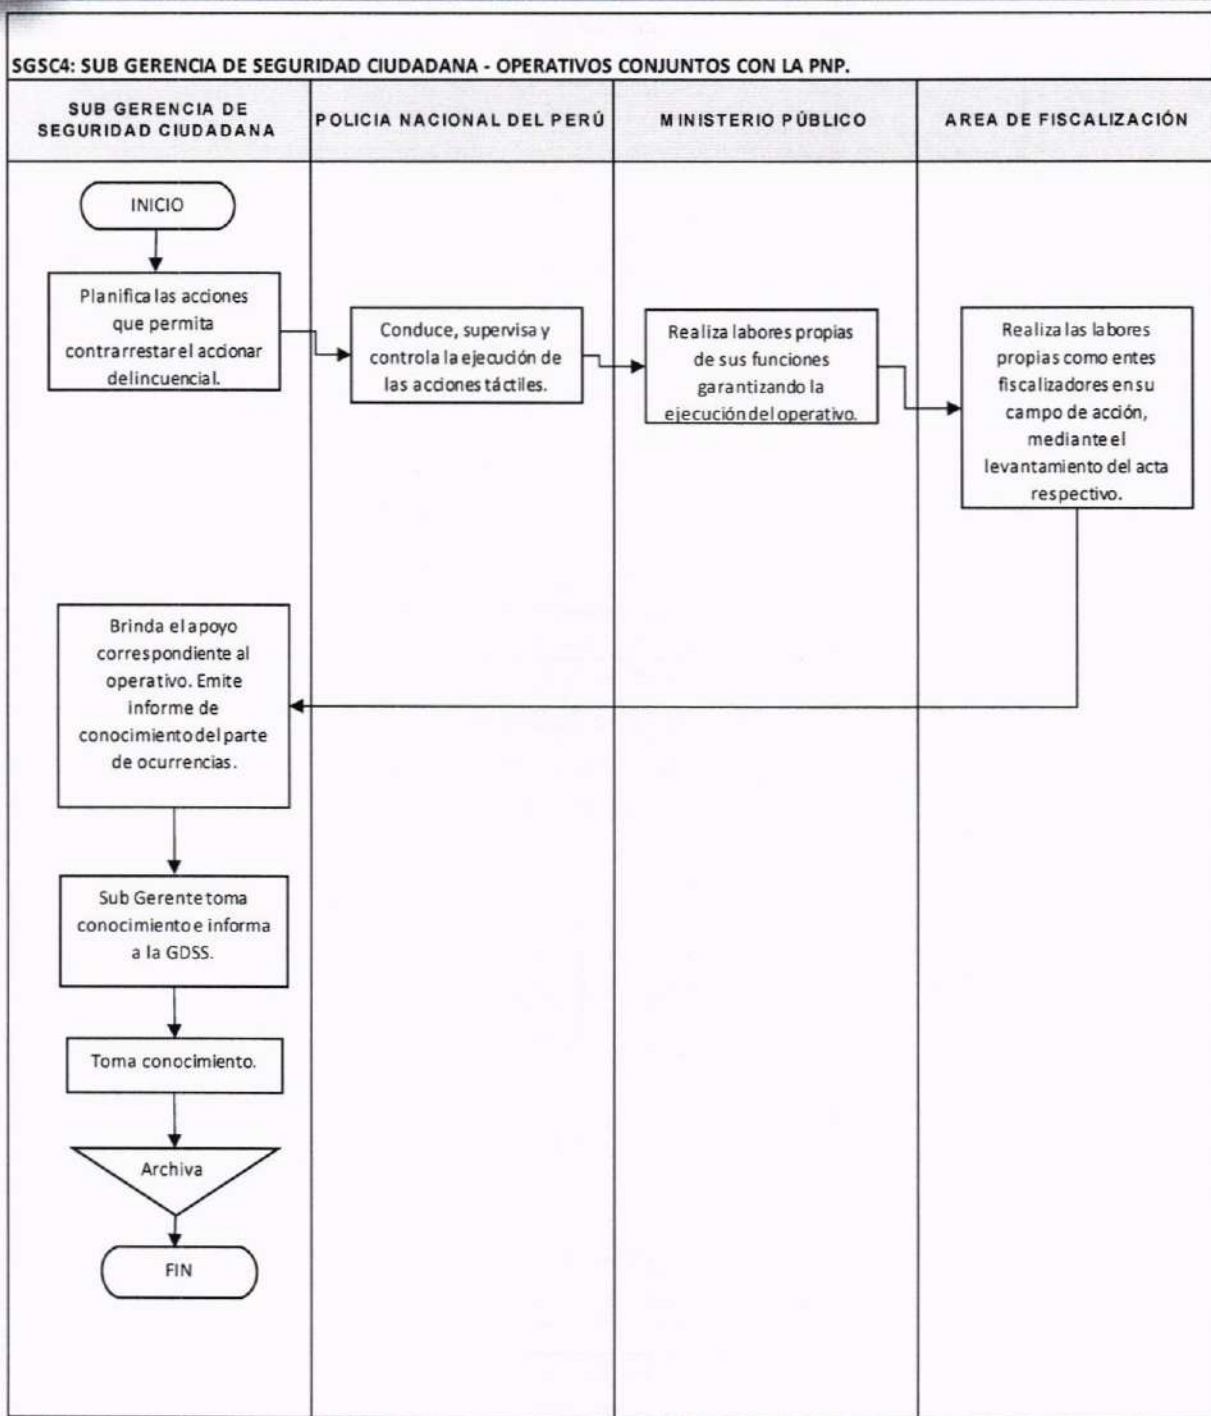 SGSC4: SUB GERENCIA DE SEGURIDAD CIUDADANA - OPERATIVOS CONJUNTOS CON LA PNP.
SUB GERENCIA DE
SEGURIDAD CIUDADANA
POLICIA NACIONAL DEL PERÚ
MINISTERIO PÚBLICO
AREA DE FISCALIZACIÓN
INICIO
Planifica las acciones
que permita
contrarrestar el accionar
delincuencial.
Conduce, supervisa y
controla la ejecución de
las acciones táctiles.
Realiza labores propias
de sus funciones
garantizando la
ejecución del operativo.
Realiza las labores
propias como entes
fiscalizadores en su
campo de acción,
mediante el
levantamiento del acta
respectivo.
Brinda el apoyo
correspondiente al
operativo. Emite
informe de
conocimiento del parte
de ocurrencias.
Sub Gerente toma
conocimiento e informa
a la GDSS.
Toma conocimiento.
Archiva
FIN